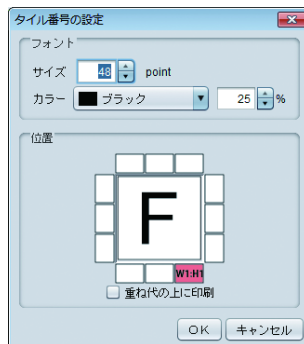 タイル番号の設定
フォント
サイズ 48 point
カラー ブラック 25 %
位置
F
W1:H1
重ね代の上に印刷
OK キャンセル